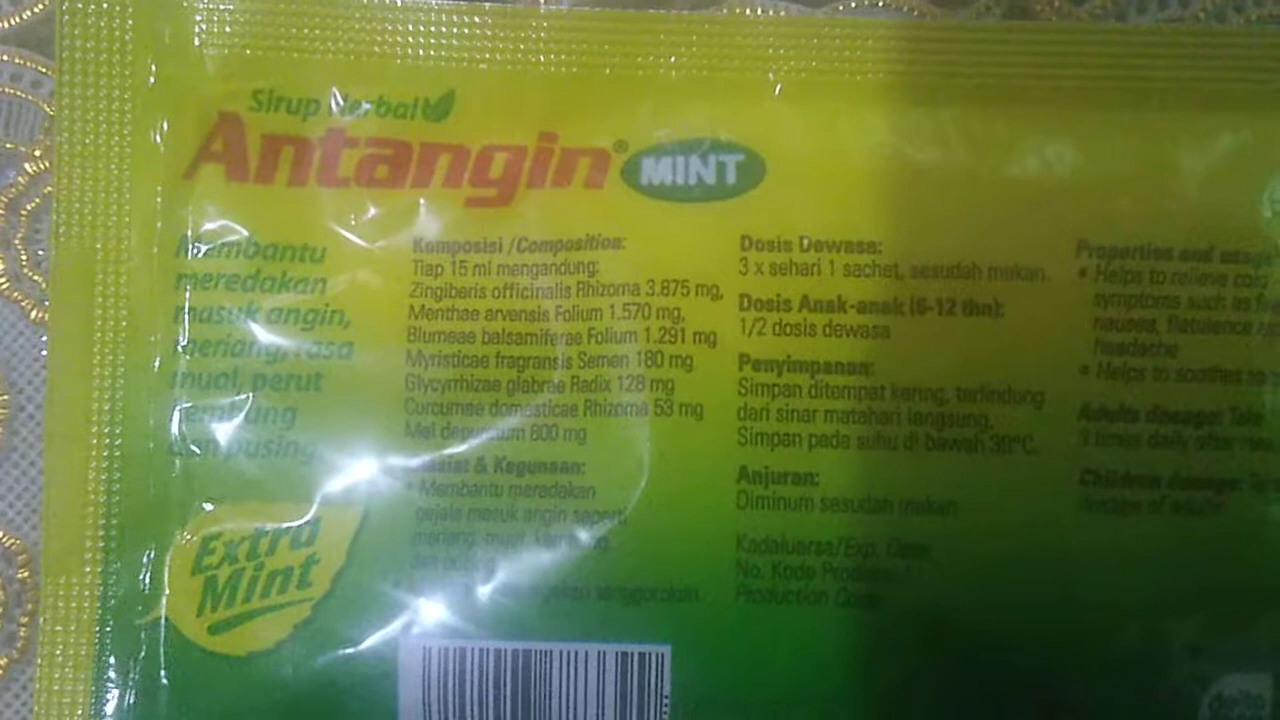 Sirup Herbal
Antangin® MINT
Membantu
meredakan
masuk angin,
meriang, rasa
mual, perut
kembung
dan pusing
Extra
Mint
Komposisi /Composition:
Tiap 15 ml mengandung:
Zingiberis officinalis Rhizoma 3.875 mg,
Menthae arvensis Folium 1.570 mg,
Blumeae balsamiferae Folium 1.291 mg
Myristicae fragransis Semen 180 mg
Glycyrrhizae glabrae Radix 128 mg
Curcumae domesticae Rhizoma 53 mg
Mel depuratum 800 mg
& Kegunaan:
• Membantu meredakan
gejala masuk angin seperti
meriang, mual,
tenggorokan
Dosis Dewasa:
3 x sehari 1 sachet, sesudah makan.
Dosis Anak-anak (6-12 thn):
1/2 dosis dewasa
Penyimpanan:
Simpan ditempat kering, terlindung
dari sinar matahari langsung.
Simpan pada suhu di bawah 30°C.
Anjuran:
Diminum sesudah makan
Kadaluarsa/Exp. Date
No. Kode Produksi
Production Code
Properties and usage
• Helps to relieve cold
symptoms such as
nausea, flatulence
headache
• Helps to soothes
Adults dosage: Take
3 times daily after
Children dosage:
dosage of adults